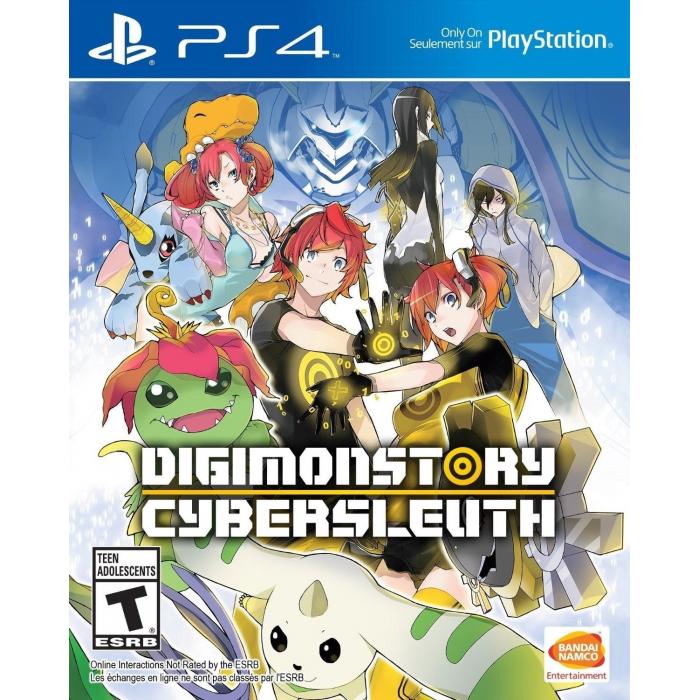 PS4™
Only On
Seulement sur
PlayStation®
DIGIMONSTORY
CYBERSLEUTH
TEEN
ADOLESCENTS
T
ESRB
Online Interactions Not Rated by the ESRB
Les échanges en ligne ne sont pas classés par l'ESRB
BANDAI
NAMCO
Entertainment